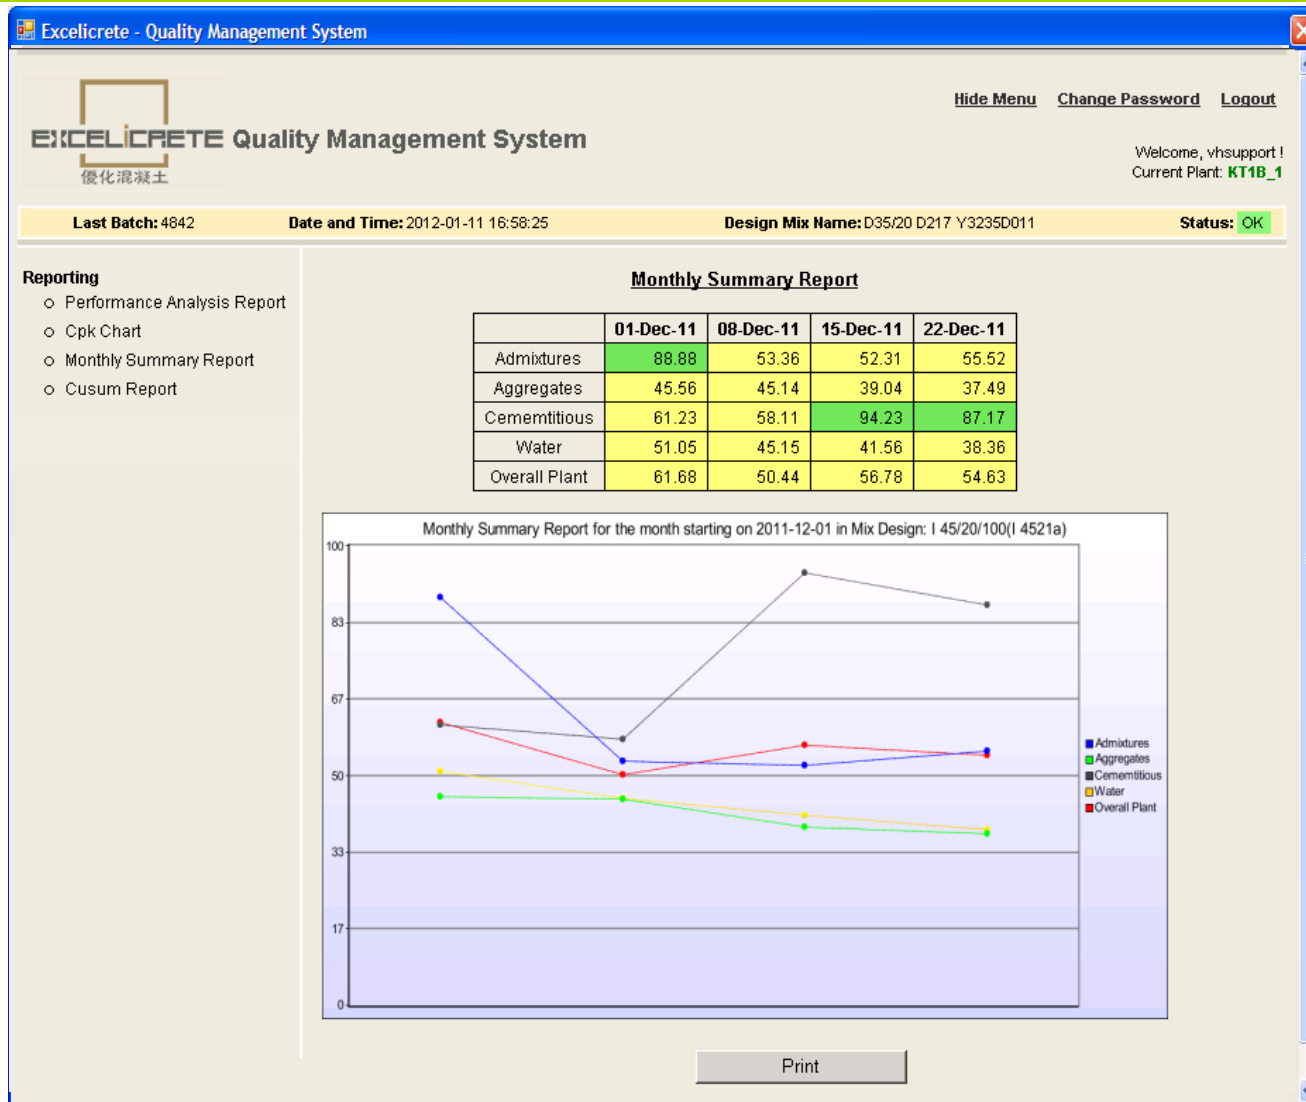 Excelicrete - Quality Management System
Hide Menu Change Password Logout
EXCELiCRETE Quality Management System
優化混凝土
Welcome, vhsupport !
Current Plant: KT1B_1
Last Batch: 4842 Date and Time: 2012-01-11 16:58:25 Design Mix Name: D35/20 D217 Y3235D011 Status: OK
Reporting
Performance Analysis Report
Cpk Chart
Monthly Summary Report
Cusum Report
Monthly Summary Report
01-Dec-11 08-Dec-11 15-Dec-11 22-Dec-11
Admixtures 88.88 53.36 52.31 55.52
Aggregates 45.56 45.14 39.04 37.49
Cememtitious 61.23 58.11 94.23 87.17
Water 51.05 45.15 41.56 38.36
Overall Plant 61.68 50.44 56.78 54.63
Monthly Summary Report for the month starting on 2011-12-01 in Mix Design: I 45/20/100(I 4521a)
100
83
67
50
33
17
0
Admixtures
Aggregates
Cememtitious
Water
Overall Plant
Print